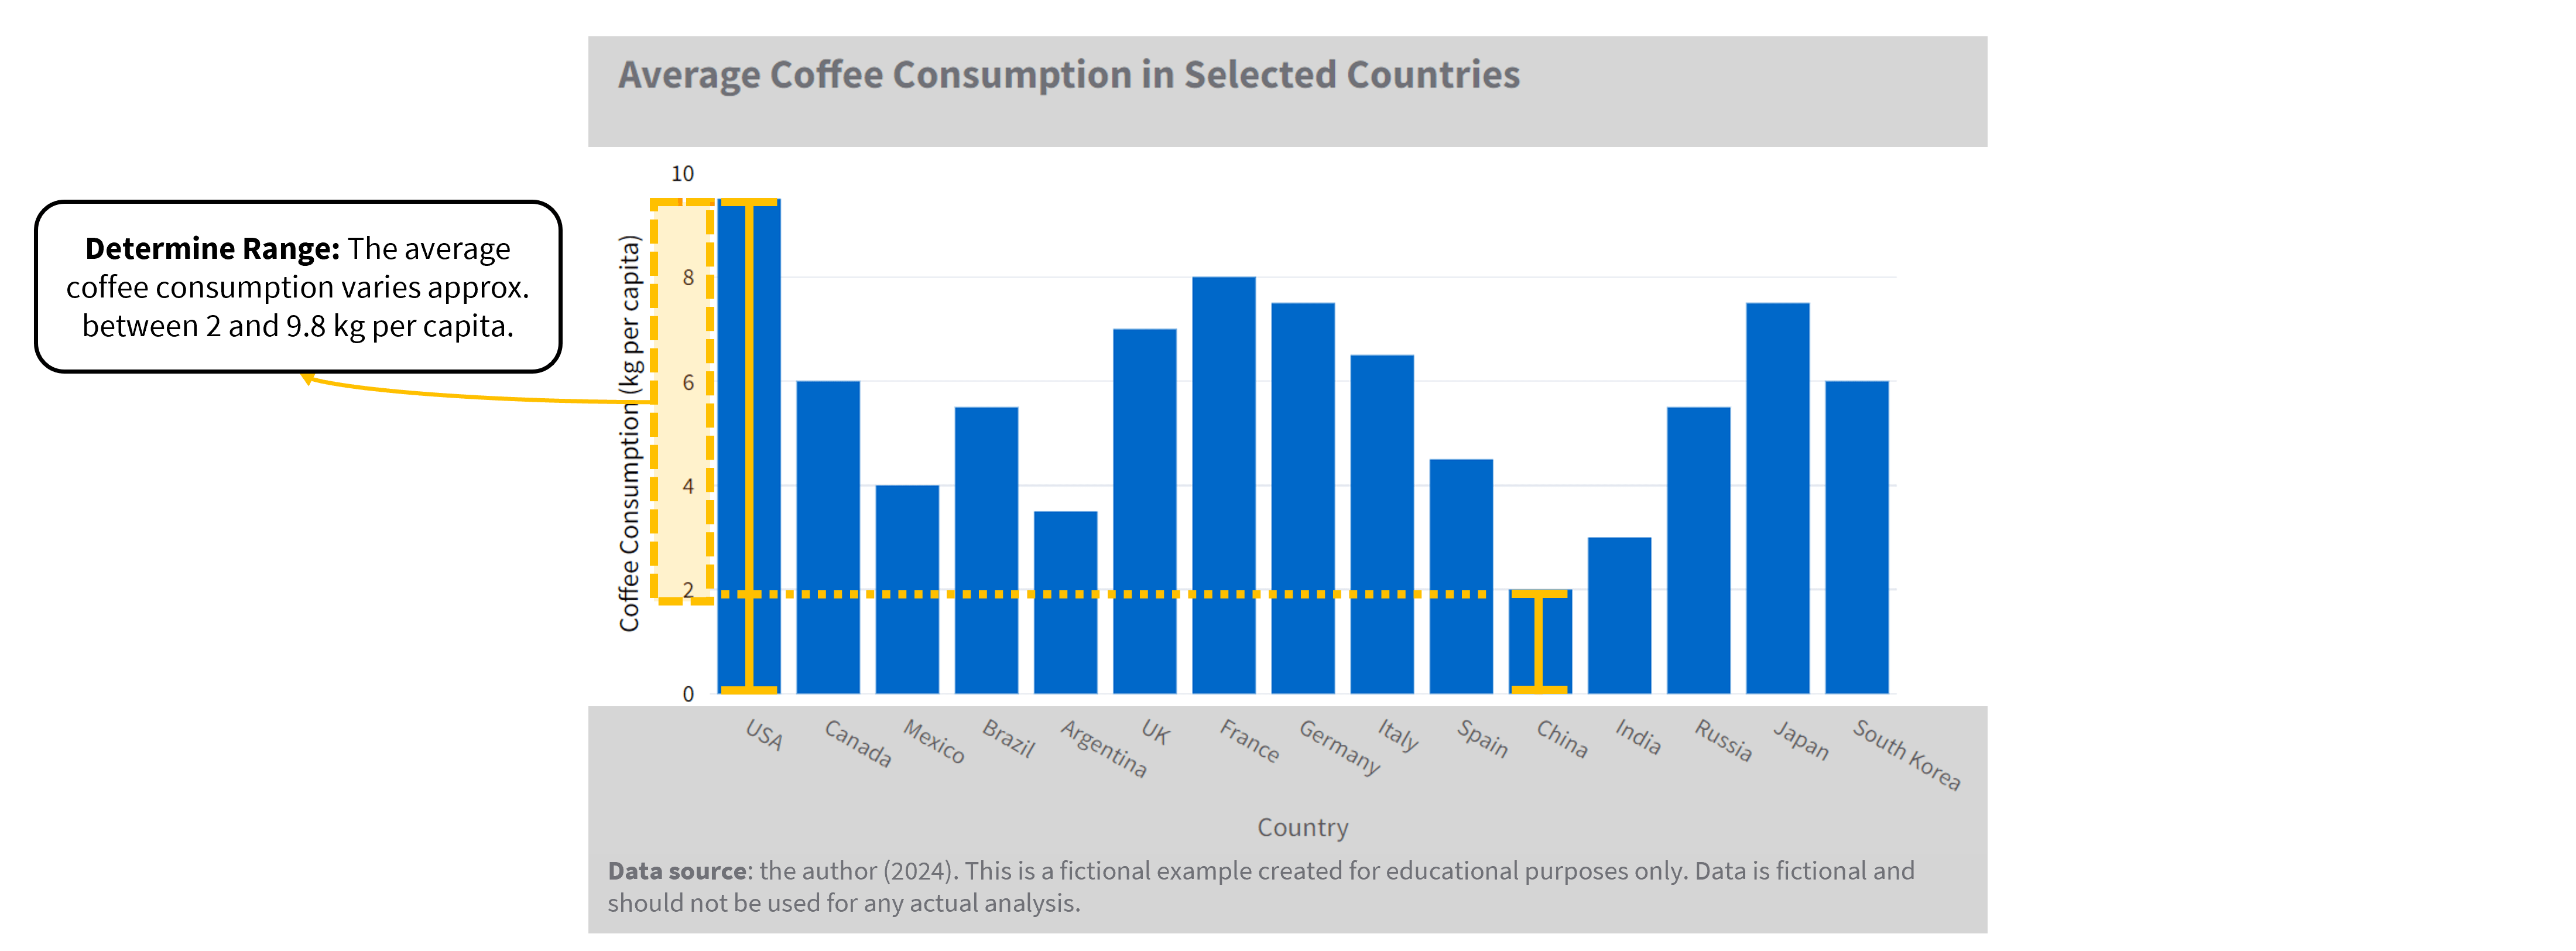 Average Coffee Consumption in Selected Countries
Determine Range: The average
coffee consumption varies approx.
between 2 and 9.8 kg per capita.
Coffee Consumption (kg per capita)
10
8
6
4
2
0
USA
Canada
Mexico
Brazil
Argentina
UK
France
Germany
Italy
Spain
China
India
Russia
Japan
South Korea
Country
Data source: the author (2024). This is a fictional example created for educational purposes only. Data is fictional and
should not be used for any actual analysis.